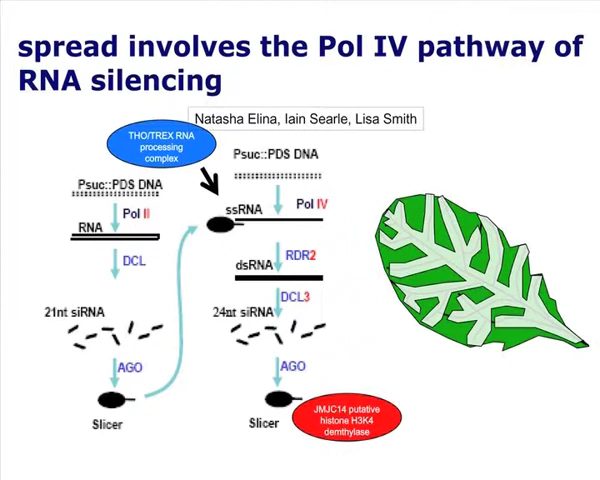 spread involves the Pol IV pathway of
RNA silencing
Natasha Elina, Iain Searle, Lisa Smith
THO/TREX RNA
processing
complex
Psuc::PDS DNA
Pol II
RNA
DCL
21nt siRNA
AGO
Slicer
Psuc::PDS DNA
Pol IV
ssRNA
RDR2
dsRNA
DCL3
24nt siRNA
AGO
Slicer
JMJC14 putative
histone H3K4
demthylase